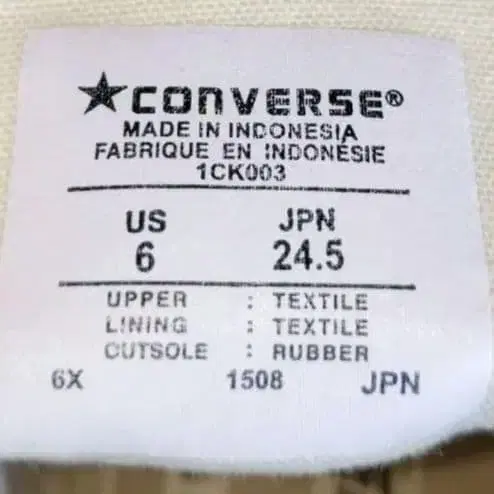 ★CONVERSE®
MADE IN INDONESIA
FABRIQUE EN INDONÉSIE
1CK003
US JPN
6 24.5
UPPER : TEXTILE
LINING : TEXTILE
OUTSOLE : RUBBER
6X 1508 JPN